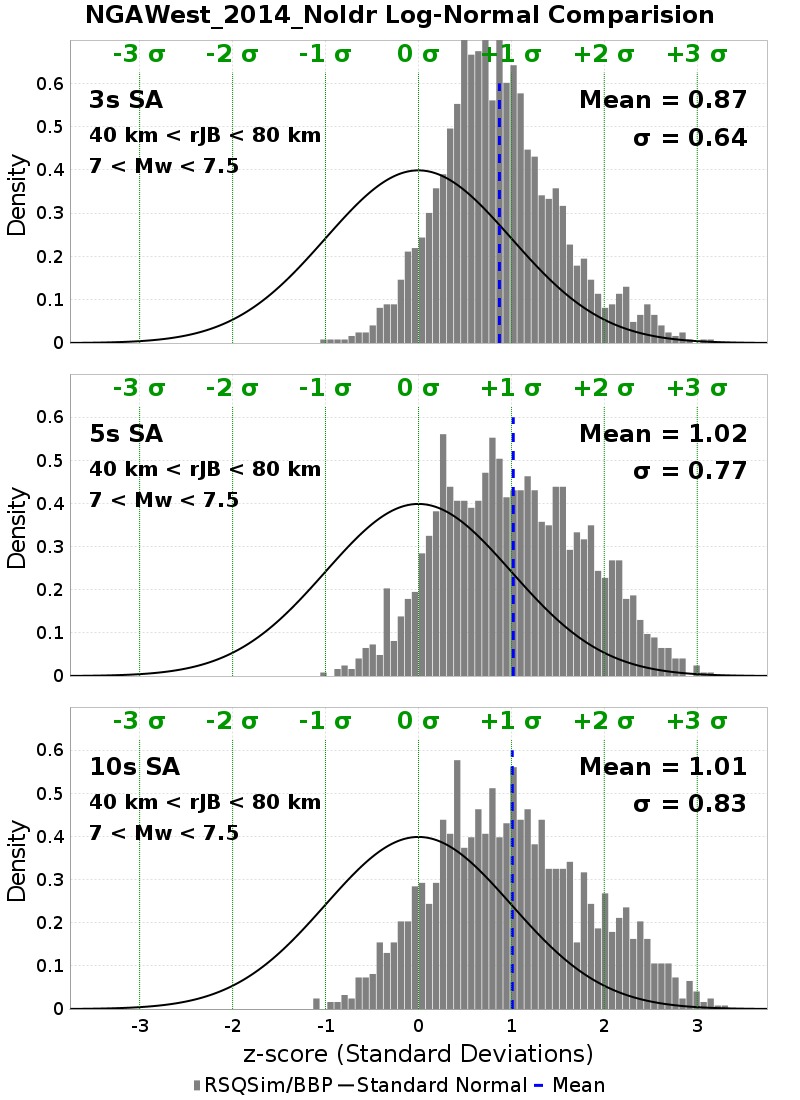 NGAWest_2014_NoIdr Log-Normal Comparision
-3 σ -2 σ -1 σ 0 σ +1 σ +2 σ +3 σ
3s SA
40 km < rJB < 80 km
7 < Mw < 7.5
Mean = 0.87
σ = 0.64
0.6
0.5
0.4
0.3
0.2
0.1
0
Density
-3 σ -2 σ -1 σ 0 σ +1 σ +2 σ +3 σ
5s SA
40 km < rJB < 80 km
7 < Mw < 7.5
Mean = 1.02
σ = 0.77
0.6
0.5
0.4
0.3
0.2
0.1
0
Density
-3 σ -2 σ -1 σ 0 σ +1 σ +2 σ +3 σ
10s SA
40 km < rJB < 80 km
7 < Mw < 7.5
Mean = 1.01
σ = 0.83
0.6
0.5
0.4
0.3
0.2
0.1
0
Density
-3 -2 -1 0 1 2 3
z-score (Standard Deviations)
RSQSim/BBP Standard Normal Mean